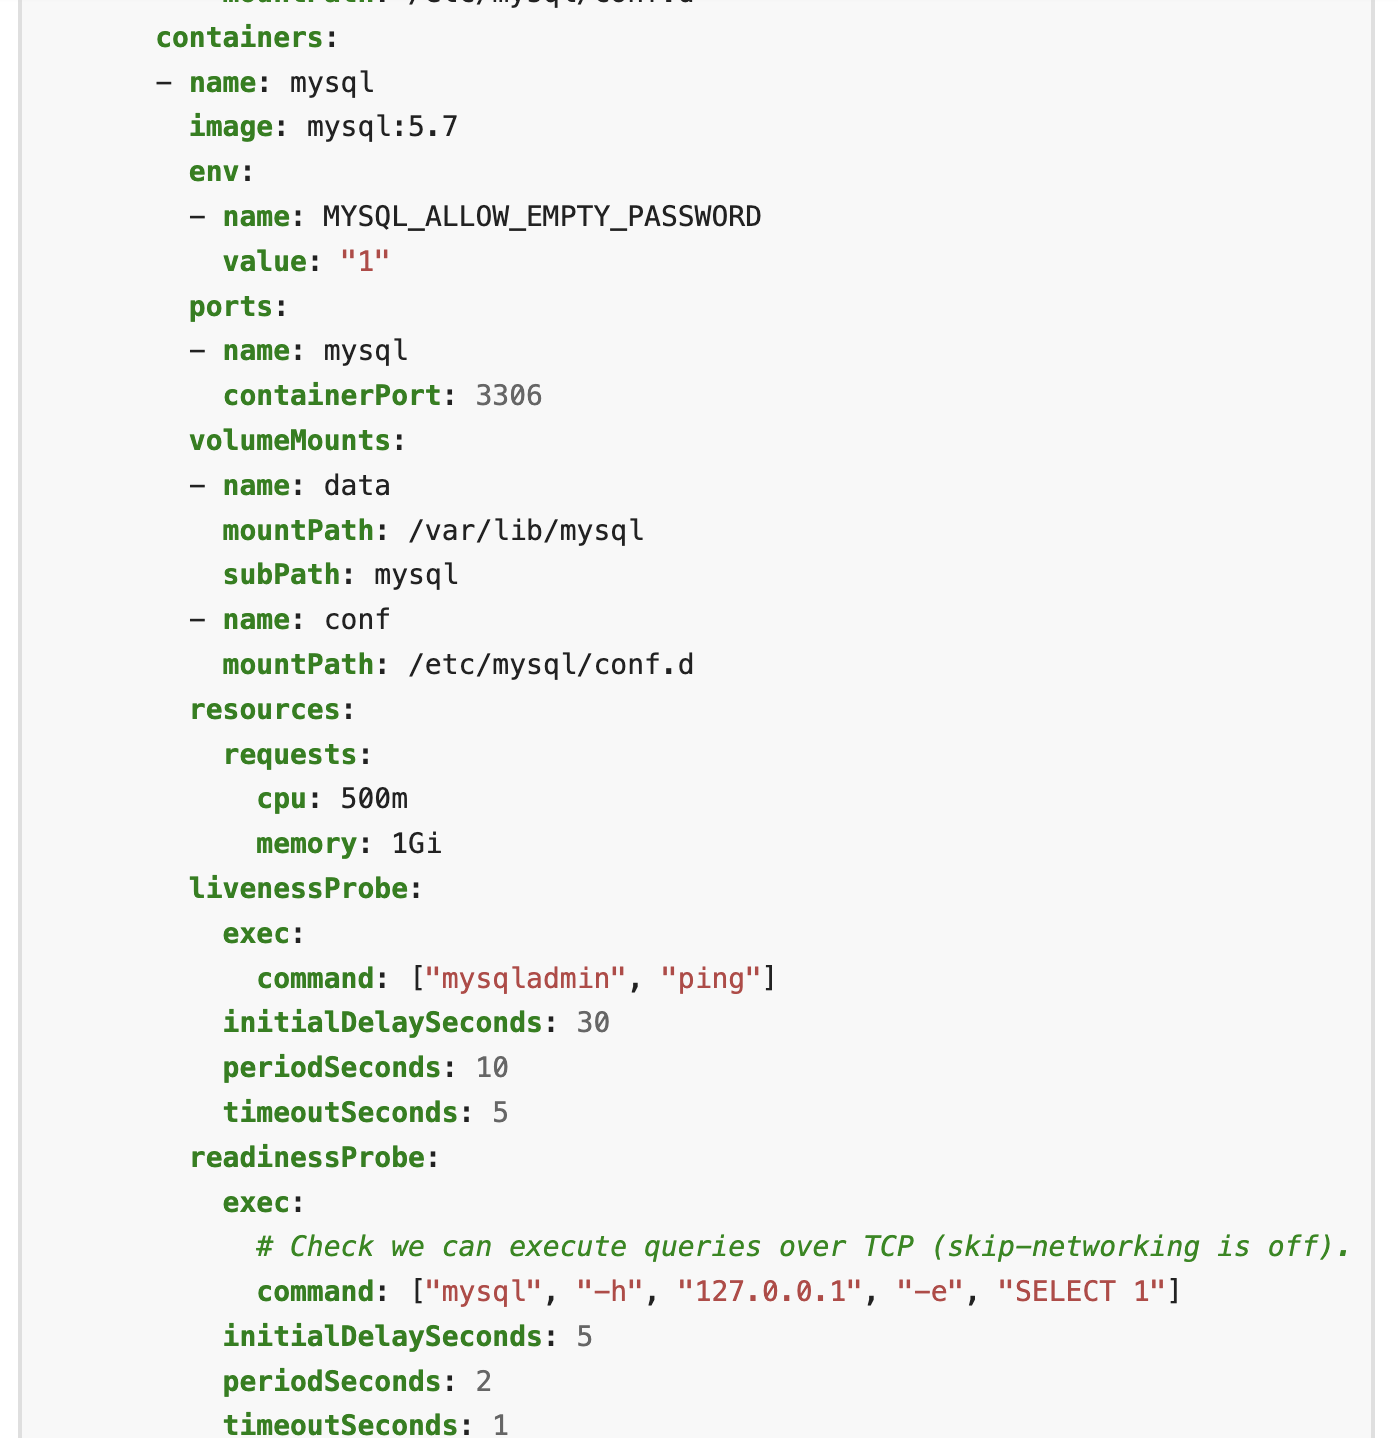 mountPath: /etc/mysql/conf.d
containers:
- name: mysql
image: mysql:5.7
env:
- name: MYSQL_ALLOW_EMPTY_PASSWORD
value: "1"
ports:
- name: mysql
containerPort: 3306
volumeMounts:
- name: data
mountPath: /var/lib/mysql
subPath: mysql
- name: conf
mountPath: /etc/mysql/conf.d
resources:
requests:
cpu: 500m
memory: 1Gi
livenessProbe:
exec:
command: ["mysqladmin", "ping"]
initialDelaySeconds: 30
periodSeconds: 10
timeoutSeconds: 5
readinessProbe:
exec:
# Check we can execute queries over TCP (skip-networking is off).
command: ["mysql", "-h", "127.0.0.1", "-e", "SELECT 1"]
initialDelaySeconds: 5
periodSeconds: 2
timeoutSeconds: 1